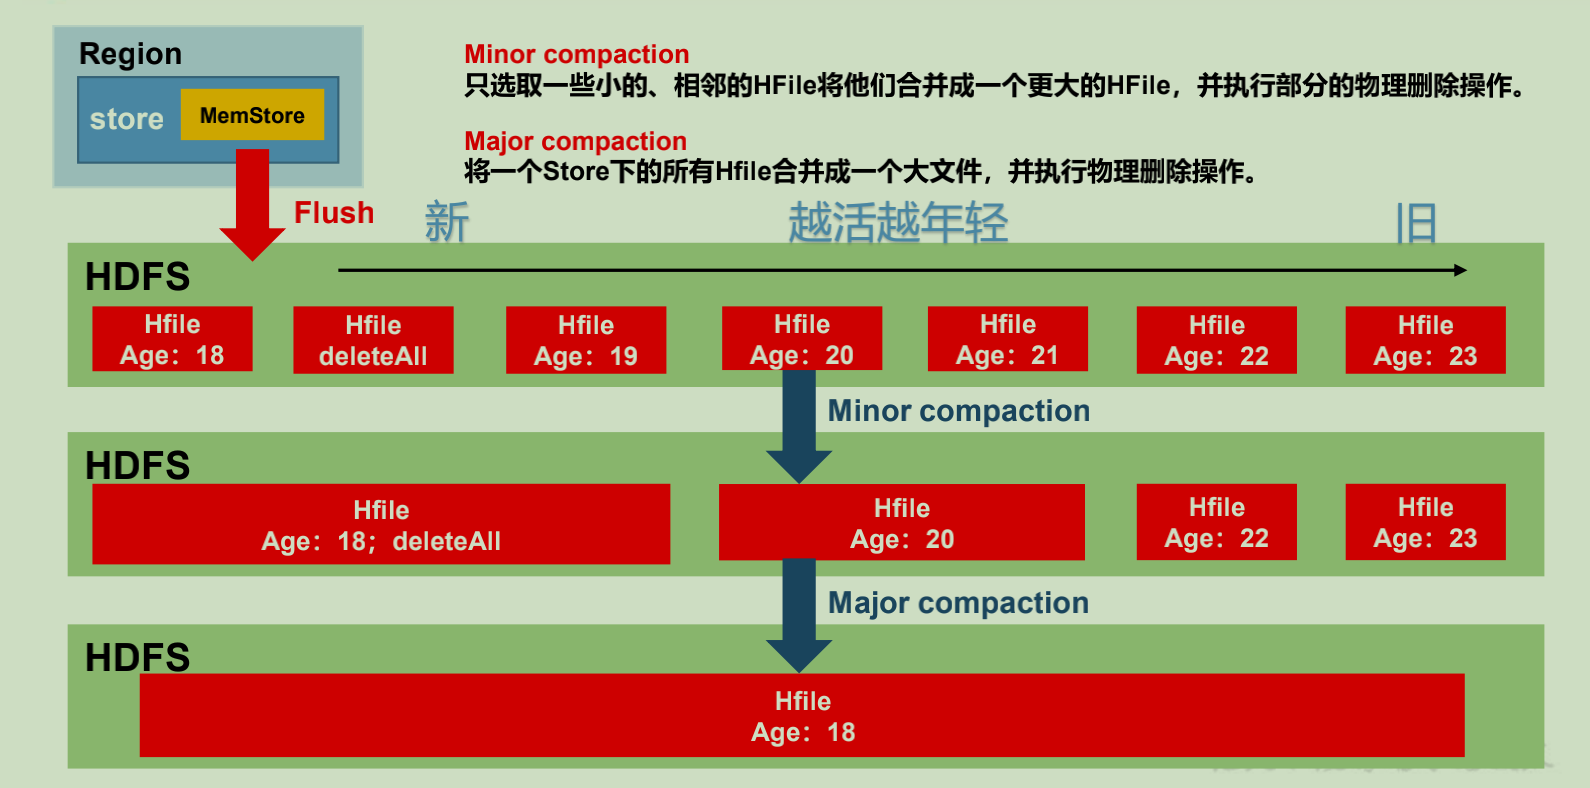 Region
store
MemStore
Minor compaction
只选取一些小的、相邻的HFile将他们合并成一个更大的HFile，并执行部分的物理删除操作。
Major compaction
将一个Store下的所有Hfile合并成一个大文件，并执行物理删除操作。
Flush
新
越活越年轻
旧
HDFS
Hfile
Age：18
Hfile
deleteAll
Hfile
Age：19
Hfile
Age：20
Hfile
Age：21
Hfile
Age：22
Hfile
Age：23
Minor compaction
HDFS
Hfile
Age：18；deleteAll
Hfile
Age：20
Hfile
Age：22
Hfile
Age：23
Major compaction
HDFS
Hfile
Age：18